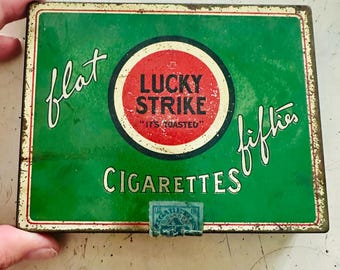 flat
LUCKY
STRIKE
"IT'S TOASTED"
fifties
CIGARETTES